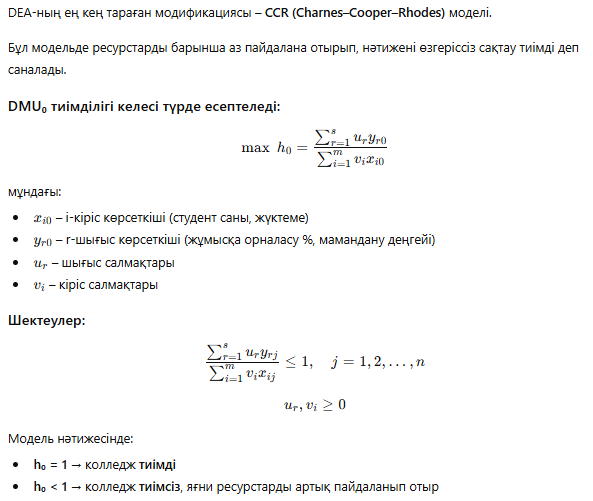 DEA-ның ең кең тараған модификациясы – CCR (Charnes–Cooper–Rhodes) моделі.
Бұл модельде ресурстарды барынша аз пайдалана отырып, нәтижені өзгеріссіз сақтау тиімді деп
саналады.
DMU₀ тиімділігі келесі түрде есептеледі:
max h₀ = \frac{\sum_{r=1}^{s} u_r y_{r0}}{\sum_{i=1}^{m} v_i x_{i0}}
мұндағы:
• x_{i0} – i-кіріс көрсеткіші (студент саны, жүктеме)
• y_{r0} – r-шығыс көрсеткіші (жұмысқа орналасу %, мамандану деңгейі)
• u_r – шығыс салмақтары
• v_i – кіріс салмақтары
Шектеулер:
\frac{\sum_{r=1}^{s} u_r y_{rj}}{\sum_{i=1}^{m} v_i x_{ij}} ≤ 1, j = 1, 2, …, n
u_r, v_i ≥ 0
Модель нәтижесінде:
• h₀ = 1 → колледж тиімді
• h₀ < 1 → колледж тиімсіз, яғни ресурстарды артық пайдаланып отыр